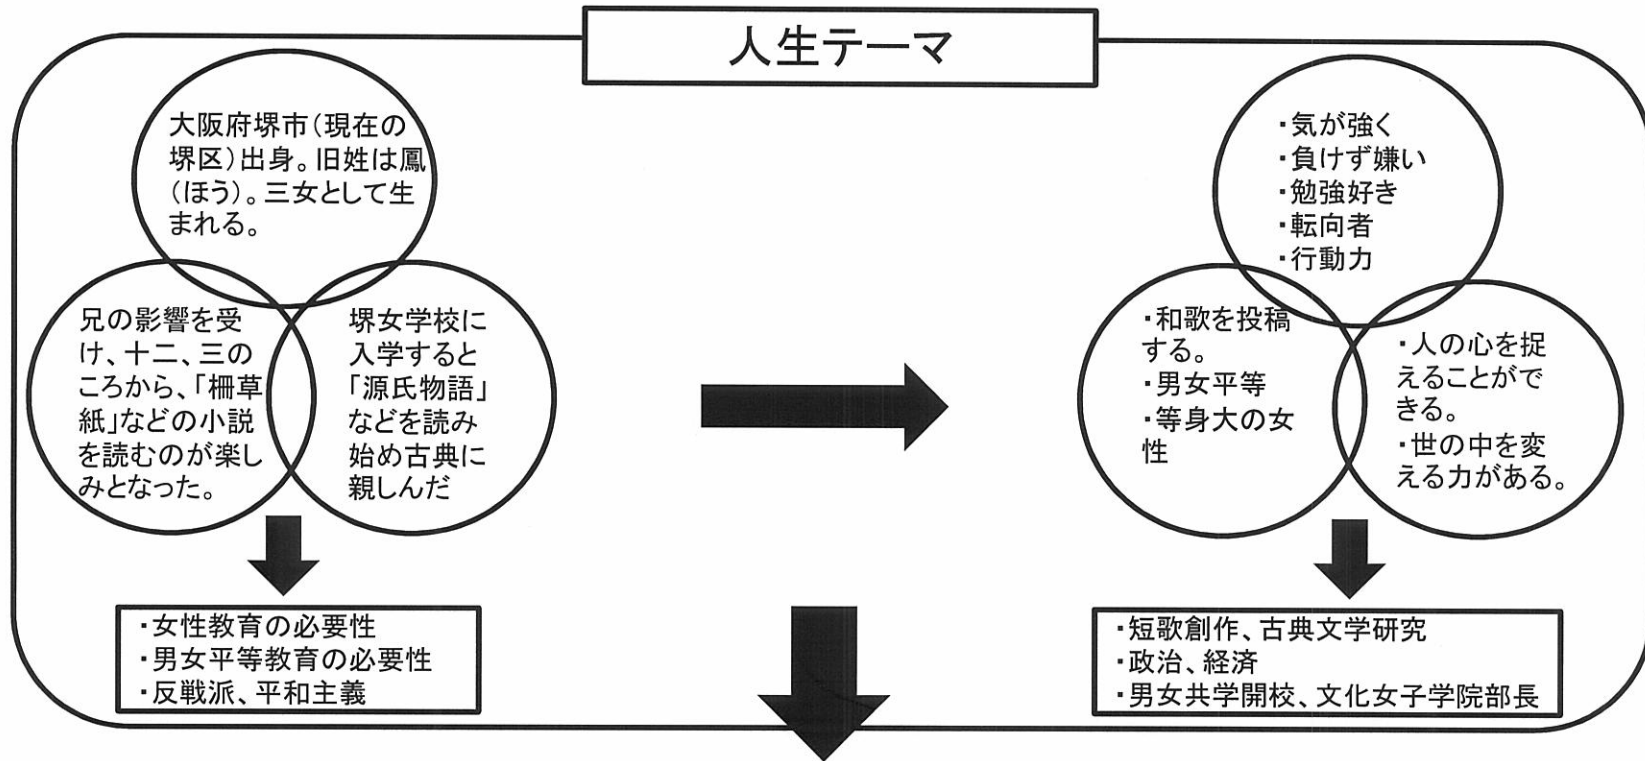 人生テーマ
大阪府堺市(現在の
堺区)出身。旧姓は鳳
(ほう)。三女として生
まれる。
兄の影響を受
け、十二、三の
ころから、「柵草
紙」などの小説
を読むのが楽し
みとなった。
堺女学校に
入学すると
「源氏物語」
などを読み
始め古典に
親しんだ
・女性教育の必要性
・男女平等教育の必要性
・反戦派、平和主義
・気が強く
・負けず嫌い
・勉強好き
・転向者
・行動力
・和歌を投稿
する。
・男女平等
・等身大の女
性
・人の心を捉
えることがで
きる。
・世の中を変
える力がある。
・短歌創作、古典文学研究
・政治、経済
・男女共学開校、文化女子学院部長